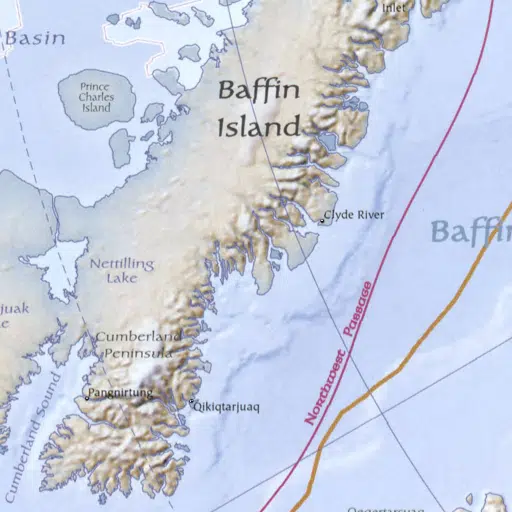 Inlet
Basin
Prince
Charles
Island
Baffin
Island
Clyde River
Baffin
Nettilling
Lake
juak
e
Northwest Passage
Cumberland
Peninsula
Pangnirtung
Qikiqtarjuaq
Cumberland Sound
Qeqertarsuaq